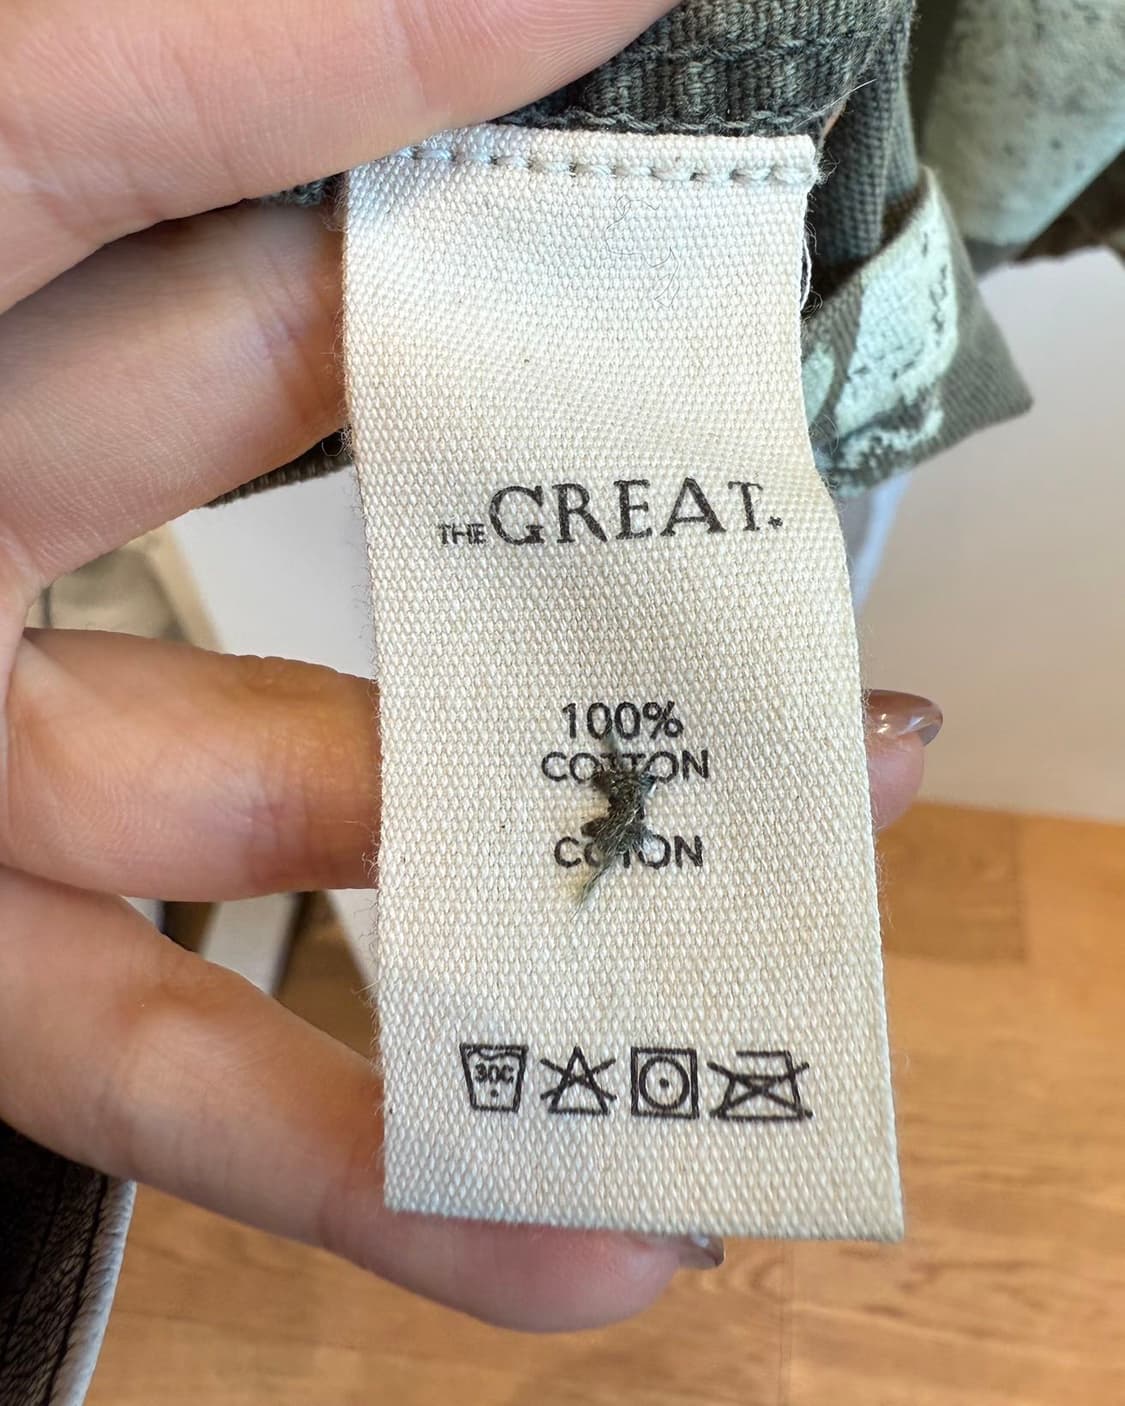 THE GREAT.
100%
COTTON
COTON
30C